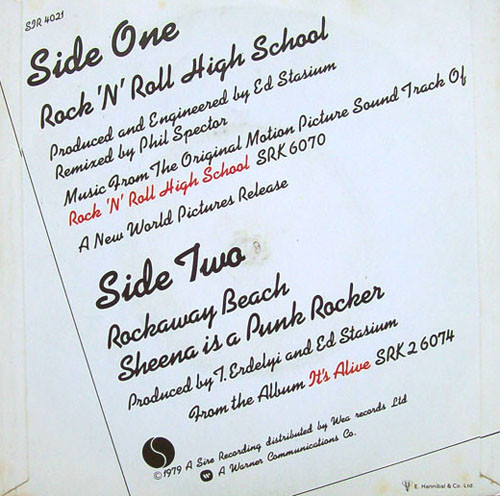 SIR 4021
Side One
Rock 'N' Roll High School
Produced and Engineered by Ed Stasium
Remixed by Phil Spector
Music From The Original Motion Picture Sound Track Of
Rock 'N' Roll High School SRK 6070
A New World Pictures Release
Side Two
Rockaway Beach
Sheena is a Punk Rocker
Produced by T. Erdelyi and Ed Stasium
From the Album It's Alive SRK 2 6074
© 1979 A Sire Recording distributed by Wea records Ltd
A Warner Communications Co.
E. Hannibal & Co. Ltd.